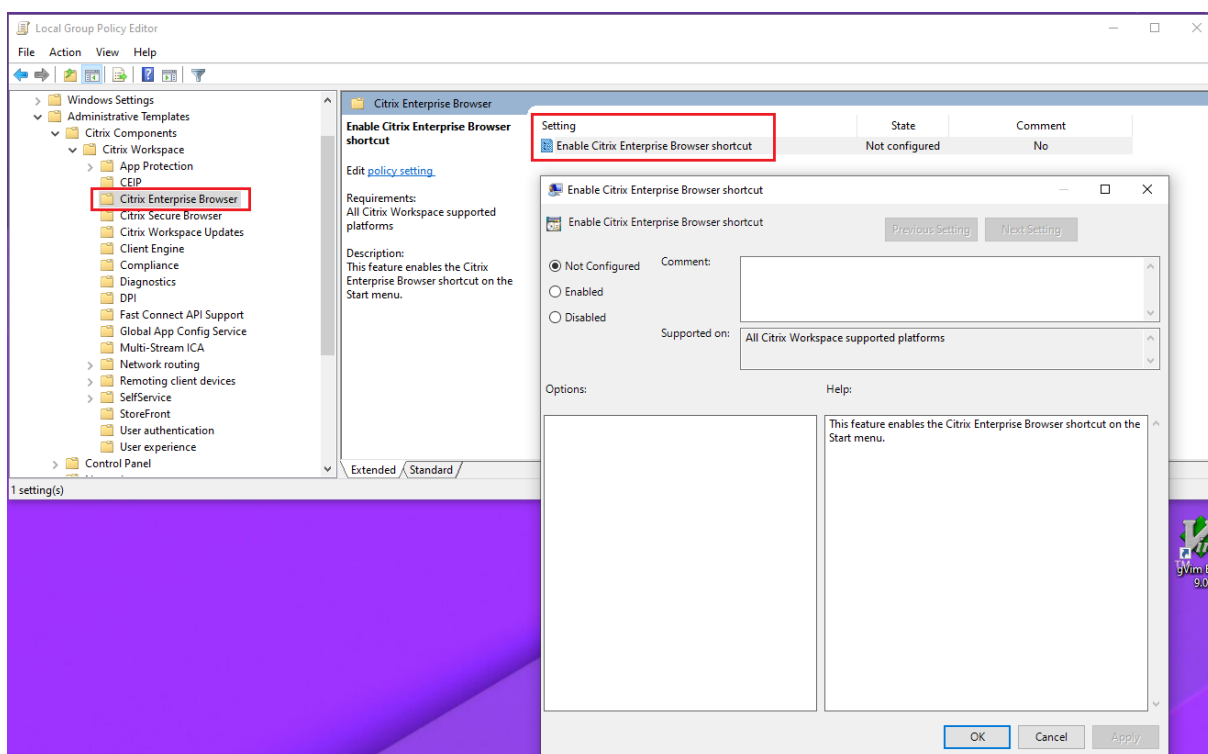 Local Group Policy Editor
File Action View Help
Windows Settings
Administrative Templates
Citrix Components
Citrix Workspace
App Protection
CEIP
Citrix Enterprise Browser
Citrix Secure Browser
Citrix Workspace Updates
Client Engine
Compliance
Diagnostics
DPI
Fast Connect API Support
Global App Config Service
Multi-Stream ICA
Network routing
Remoting client devices
SelfService
StoreFront
User authentication
User experience
Control Panel
1 setting(s)
Citrix Enterprise Browser
Enable Citrix Enterprise Browser
shortcut
Edit policy setting
Requirements:
All Citrix Workspace supported
platforms
Description:
This feature enables the Citrix
Enterprise Browser shortcut on the
Start menu.
Setting State Comment
Enable Citrix Enterprise Browser shortcut Not configured No
Extended Standard
Enable Citrix Enterprise Browser shortcut
Enable Citrix Enterprise Browser shortcut
Previous Setting Next Setting
Not Configured
Enabled
Disabled
Comment:
Supported on:
All Citrix Workspace supported platforms
Options:
Help:
This feature enables the Citrix Enterprise Browser shortcut on the
Start menu.
OK Cancel Apply
gVim
9.0